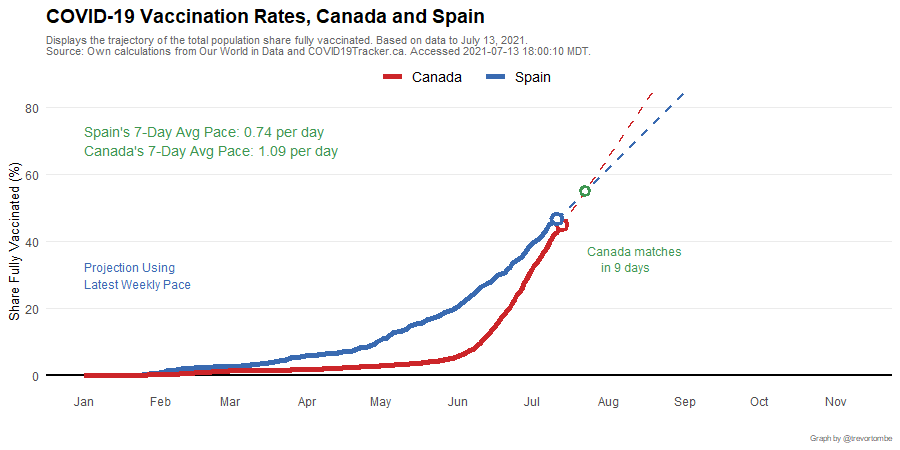 COVID-19 Vaccination Rates, Canada and Spain
Displays the trajectory of the total population share fully vaccinated. Based on data to July 13, 2021.
Source: Own calculations from Our World in Data and COVID19Tracker.ca. Accessed 2021-07-13 18:00:10 MDT.
Canada Spain
Share Fully Vaccinated (%)
80
60
40
20
0
Spain's 7-Day Avg Pace: 0.74 per day
Canada's 7-Day Avg Pace: 1.09 per day
Canada matches
in 9 days
Projection Using
Latest Weekly Pace
Jan Feb Mar Apr May Jun Jul Aug Sep Oct Nov
Graph by @trevortombe